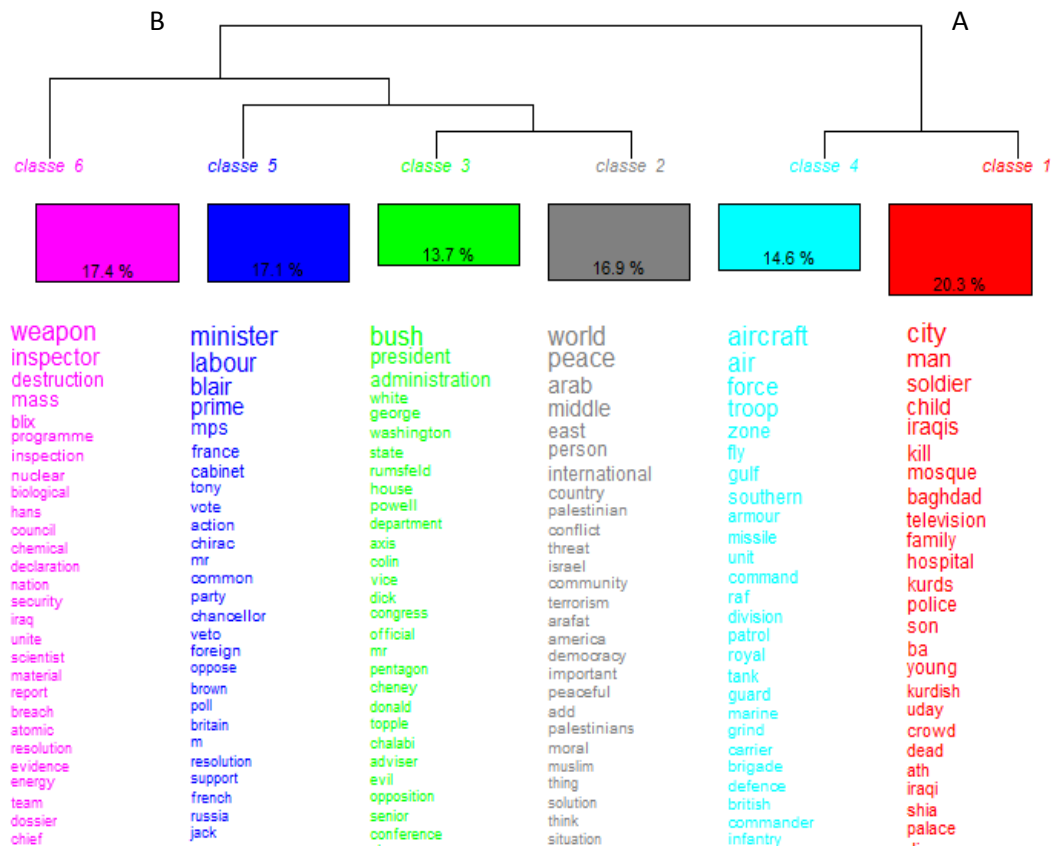 B
A
classe 6
classe 5
classe 3
classe 2
classe 4
classe 1
17.4 %
17.1 %
13.7 %
16.9 %
14.6 %
20.3 %
weapon
inspector
destruction
mass
blix
programme
inspection
nuclear
biological
hans
council
chemical
declaration
nation
security
iraq
unite
scientist
material
report
breach
atomic
resolution
evidence
energy
team
dossier
chief
minister
labour
blair
prime
mps
france
cabinet
tony
vote
action
chirac
mr
common
party
chancellor
veto
foreign
oppose
brown
poll
britain
m
resolution
support
french
russia
jack
bush
president
administration
white
george
washington
state
rumsfeld
house
powell
department
axis
colin
vice
dick
congress
official
mr
pentagon
cheney
donald
topple
chalabi
adviser
evil
opposition
senior
conference
world
peace
arab
middle
east
person
international
country
palestinian
conflict
threat
israel
community
terrorism
arafat
america
democracy
important
peaceful
add
palestinians
moral
muslim
thing
solution
think
situation
aircraft
air
force
troop
zone
fly
gulf
southern
armour
missile
unit
command
raf
division
patrol
royal
tank
guard
marine
grind
carrier
brigade
defence
british
commander
infantry
city
man
soldier
child
iraqis
kill
mosque
baghdad
television
family
hospital
kurds
police
son
ba
young
kurdish
uday
crowd
dead
ath
iraqi
shia
palace